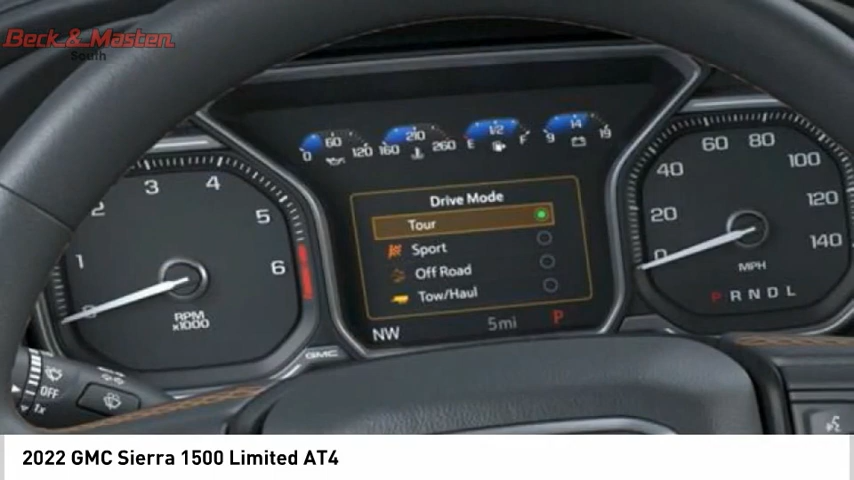 Beck & Masten
South
0 60 120 160 210 260 E 1/2 F 9 14 19
Drive Mode
Tour
Sport
Off Road
Tow/Haul
NW 5mi P
0 1 2 3 4 5 6
RPM
x1000
GMC
0 20 40 60 80 100 120 140
MPH
P R N D L
OFF
1x
2022 GMC Sierra 1500 Limited AT4